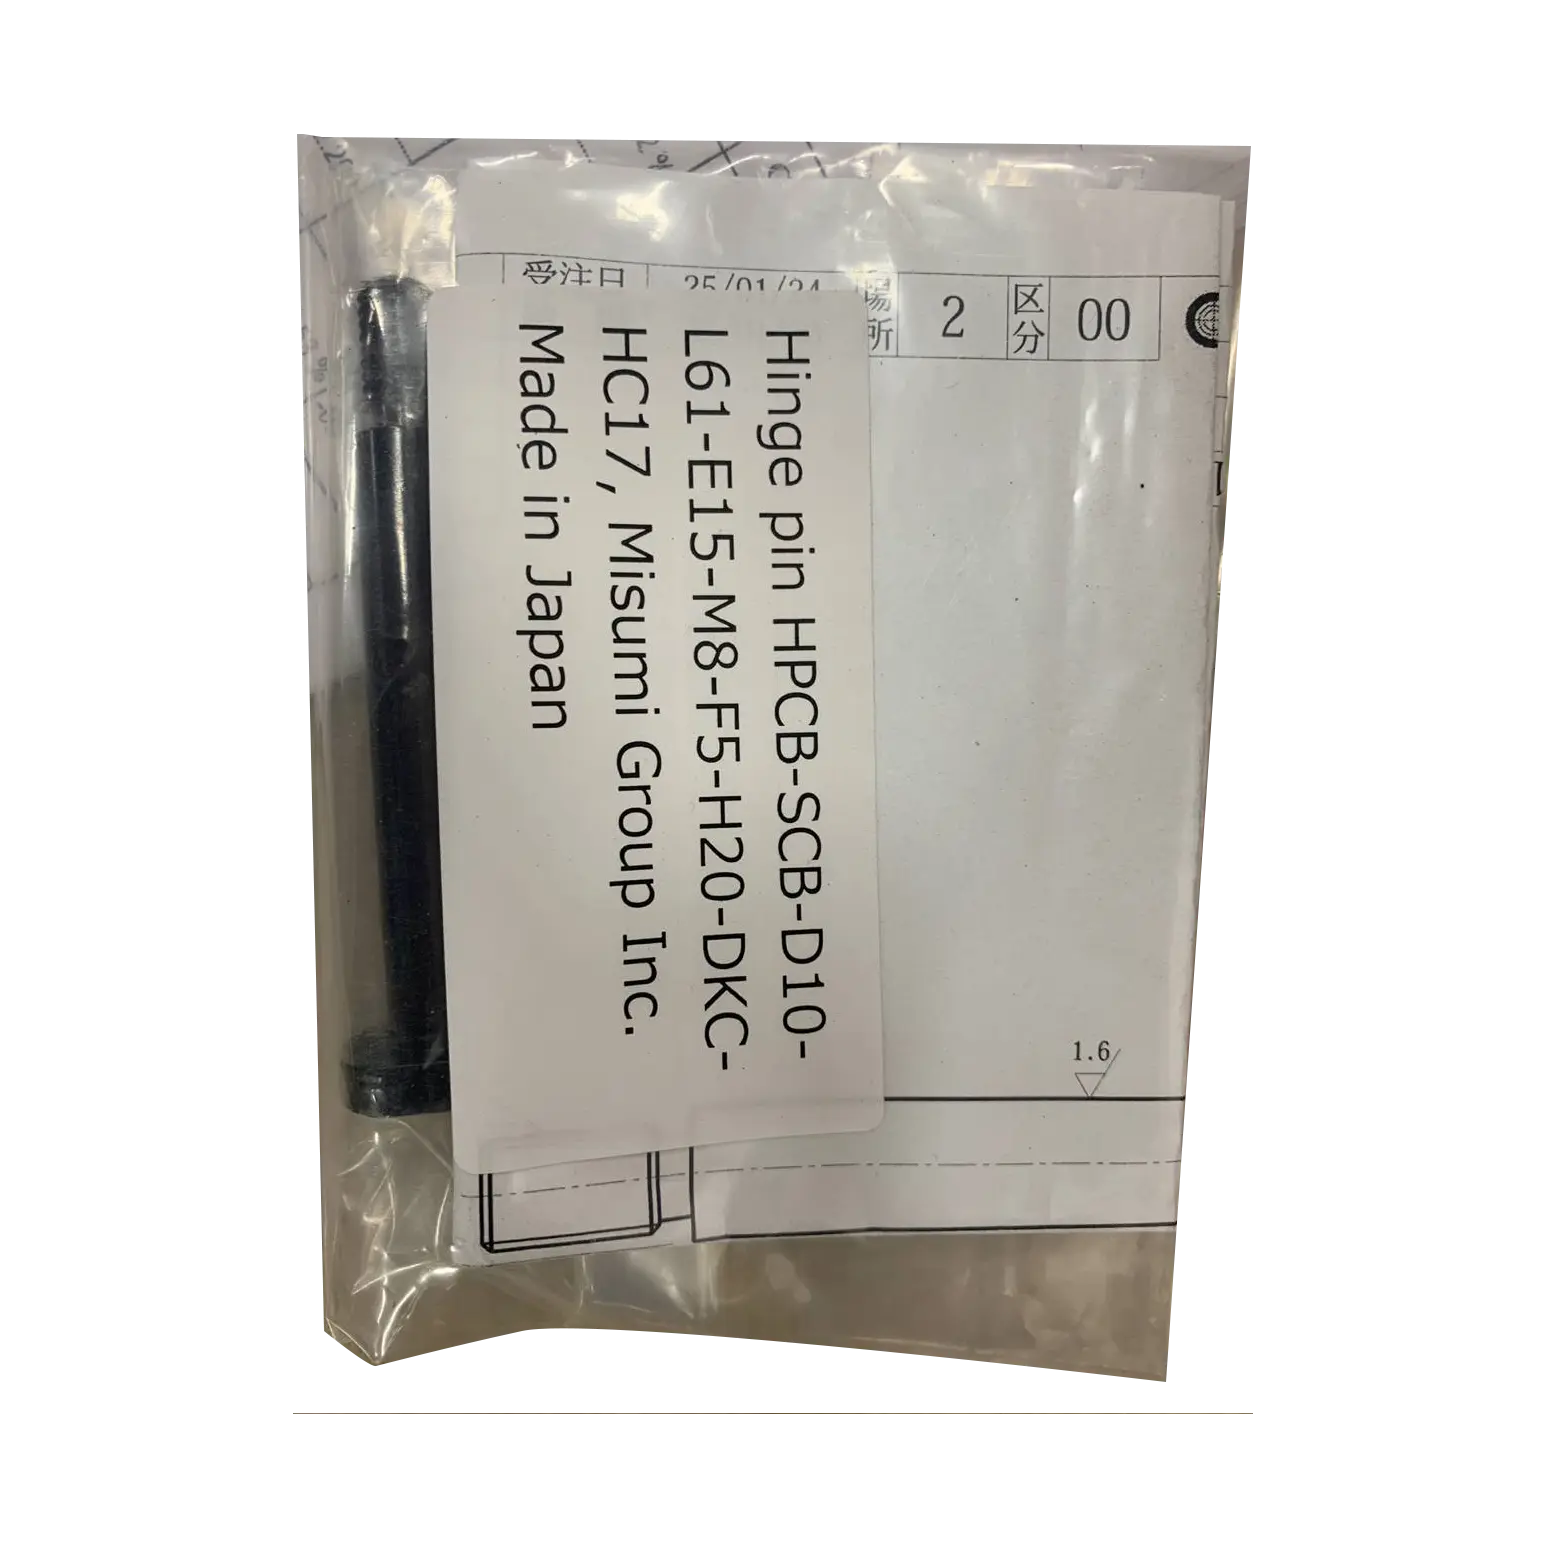 受注日 25/01/24 場所 2 区分 00
Hinge pin HPCB-SCB-D10-
L61-E15-M8-F5-H20-DKC-
HC17, Misumi Group Inc.
Made in Japan
1.6